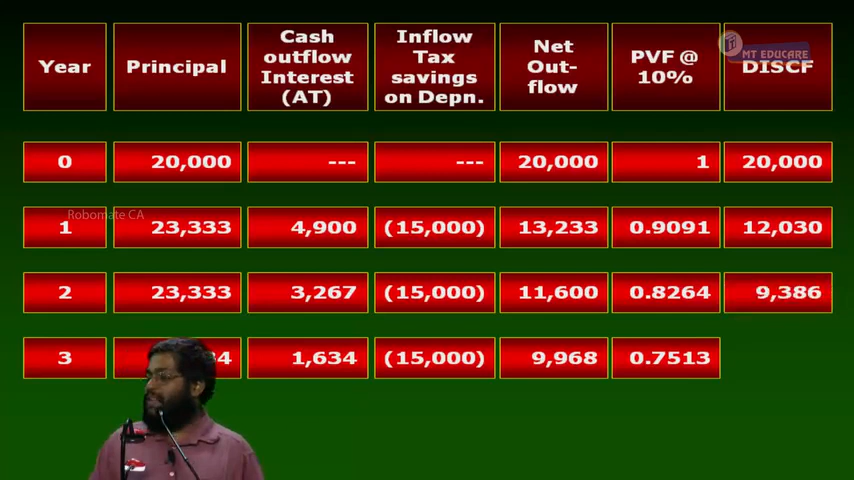 Year Principal Cash outflow Interest (AT) Inflow Tax savings on Depn. Net Out-flow PVF @ 10% DISCF
MT EDUCARE
0 20,000 --- --- 20,000 1 20,000
Robomate CA
1 23,333 4,900 (15,000) 13,233 0.9091 12,030
2 23,333 3,267 (15,000) 11,600 0.8264 9,386
3 4 1,634 (15,000) 9,968 0.7513